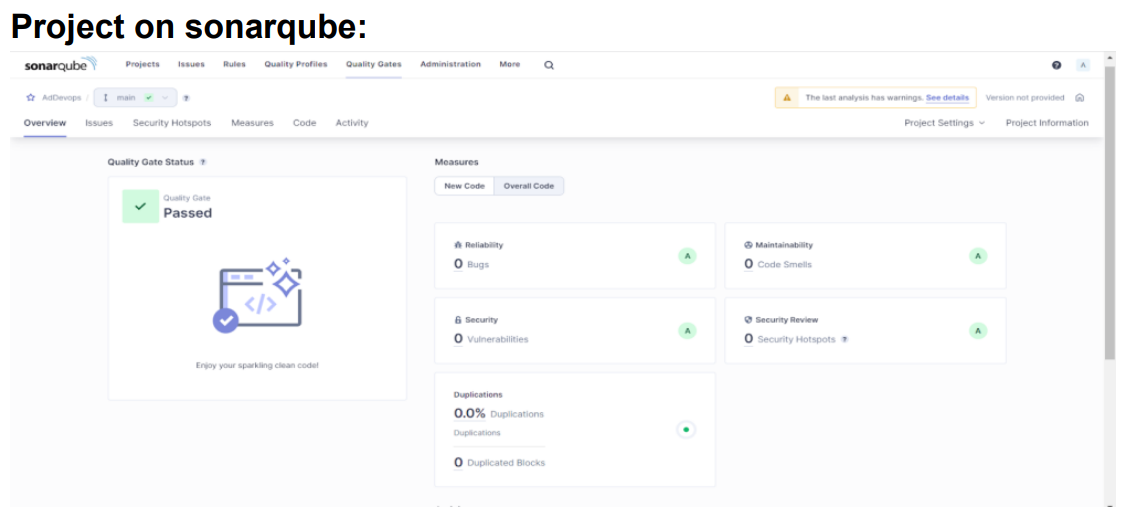 Project on sonarqube:
sonarqube Projects Issues Rules Quality Profiles Quality Gates Administration More ? A
AdDevops / main ? The last analysis has warnings. See details Version not provided
Overview Issues Security Hotspots Measures Code Activity Project Settings Project Information
Quality Gate Status ?
Quality Gate
Passed
</>
Enjoy your sparkling clean code!
Measures
New Code Overall Code
Reliability
0 Bugs A
Maintainability
0 Code Smells A
Security
0 Vulnerabilities A
Security Review
0 Security Hotspots ? A
Duplications
0.0% Duplications
Duplications
0 Duplicated Blocks